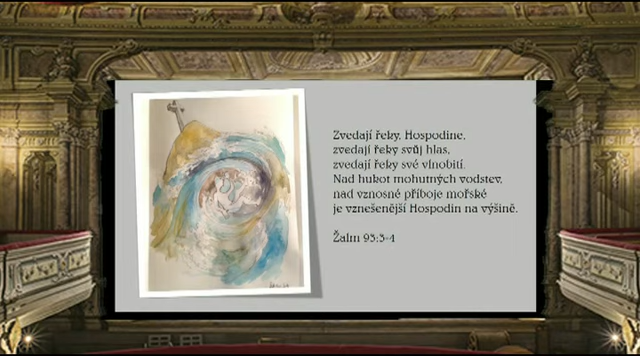 Zvedají řeky, Hospodine,
zvedají řeky svůj hlas,
zvedají řeky své vlnobití.
Nad hukot mohutných vodstev,
nad vznosné příboje mořské
je vznešenější Hospodin na výšině.
Žalm 93:3-4